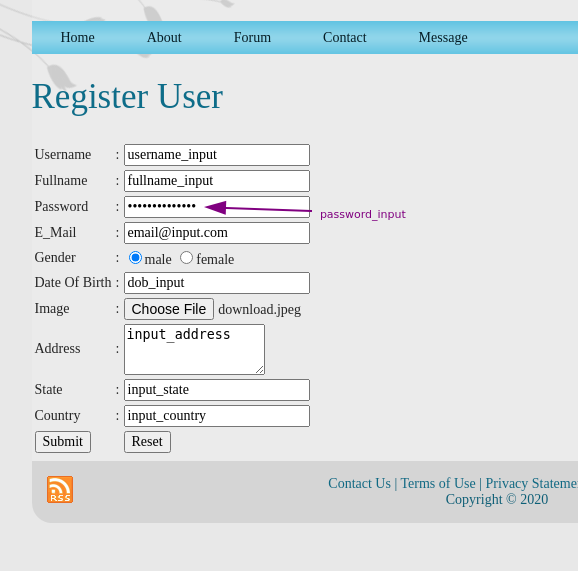 Home About Forum Contact Message
Register User
Username : username_input
Fullname : fullname_input
Password : •••••••••••••• password_input
E_Mail : email@input.com
Gender : male female
Date Of Birth : dob_input
Image : Choose File download.jpeg
Address : input_address
State : input_state
Country : input_country
Submit Reset
RSS
Contact Us | Terms of Use | Privacy Stateme
Copyright © 2020